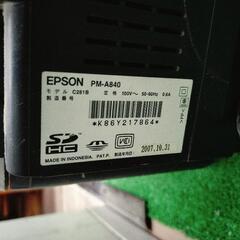 EPSON PM-A840
モデル C281B 定格 100V～ 50-60Hz 0.6A
製造番号
*K86Y217864*
SD
HC
MADE IN INDONESIA. PAT.P.
2007.10.31